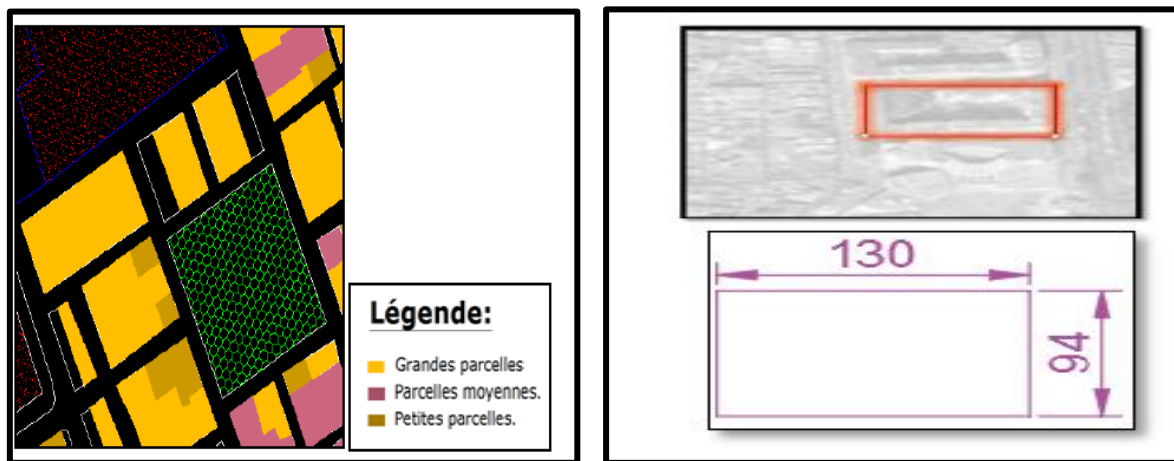 Légende:
Grandes parcelles
Parcelles moyennes.
Petites parcelles.
130
94